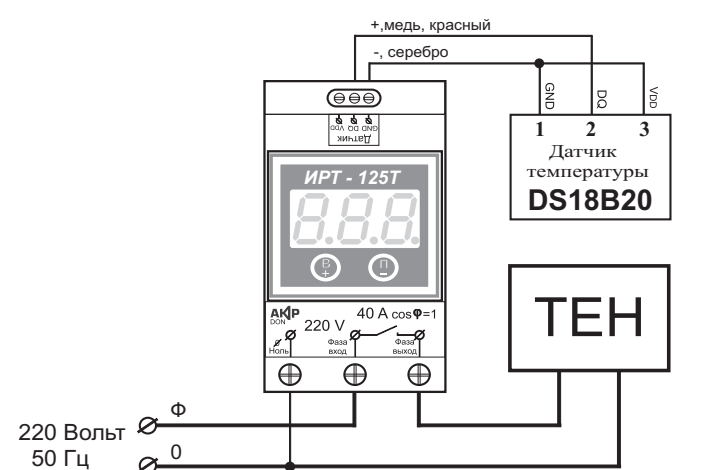 +,медь, красный
-, серебро
GND
DQ
VDD
1 2 3
Датчик
температуры
DS18B20
GND DQ VDD
Датчик
ИРТ - 125Т
8.8.8.
В
+
П
–
ТЕН
АКИР
DON
220 V
40 A cosφ=1
Ноль
Фаза
вход
Фаза
выход
Ф
220 Вольт
50 Гц
0